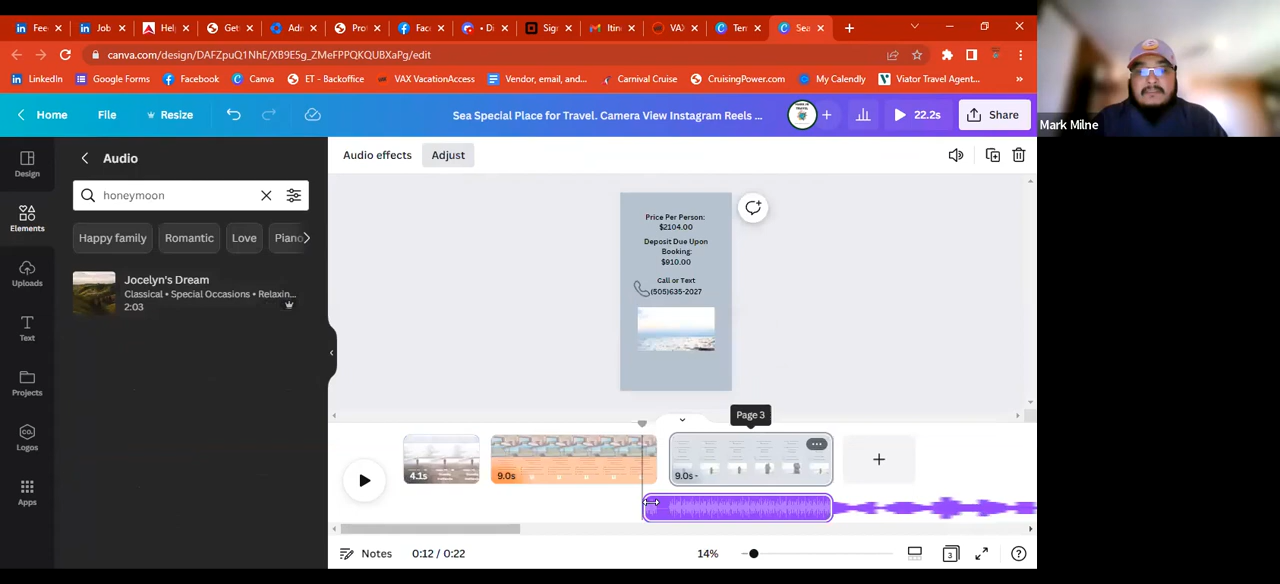 Fee
Job
Help
Get
Adn
Prof
Fac
• Di
Sign
Itin
VAX
Ten
Sea
canva.com/design/DAFZpuQ1NhE/XB9E5g_ZMeFPPQKQUBXaPg/edit
LinkedIn
Google Forms
Facebook
Canva
ET - Backoffice
VAX VacationAccess
Vendor, email, and...
Carnival Cruise
CruisingPower.com
My Calendly
Viator Travel Agent...
»
Home
File
Resize
Sea Special Place for Travel. Camera View Instagram Reels ...
22.2s
Share
Mark Milne
Design
Elements
Uploads
Text
Projects
Logos
Apps
Audio
honeymoon
Happy family
Romantic
Love
Piano
Jocelyn's Dream
Classical • Special Occasions • Relaxin...
2:03
Audio effects
Adjust
Price Per Person:
$2104.00
Deposit Due Upon
Booking:
$910.00
Call or Text
(505)635-2027
Page 3
4.1s
9.0s
9.0s
Notes
0:12 / 0:22
14%
3